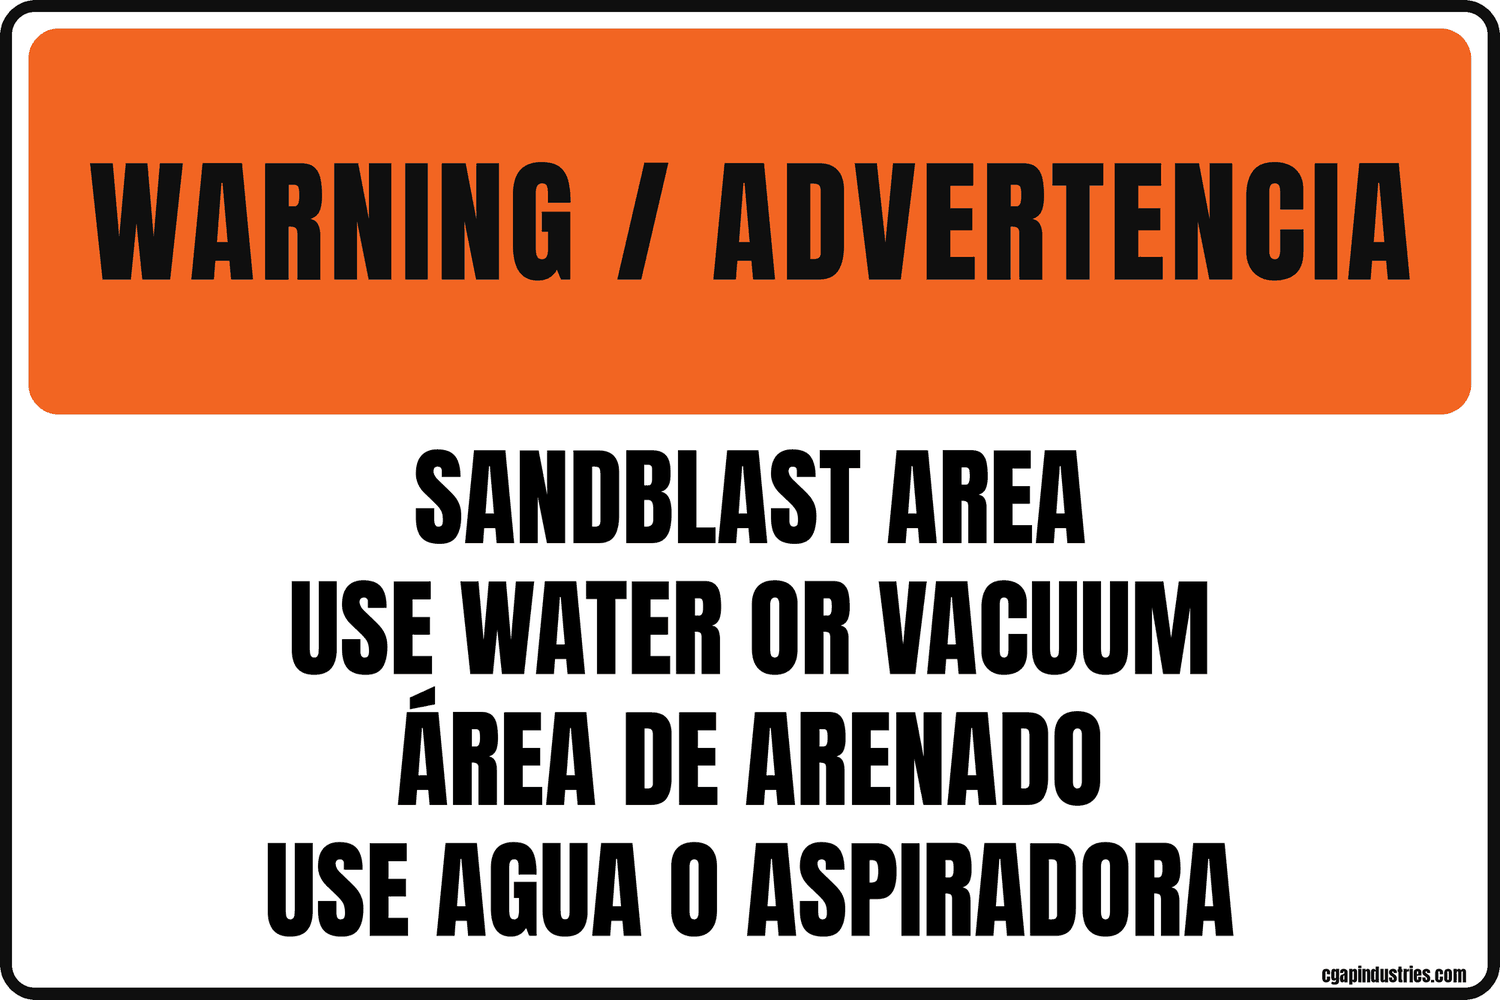 WARNING / ADVERTENCIA
SANDBLAST AREA
USE WATER OR VACUUM
ÁREA DE ARENADO
USE AGUA O ASPIRADORA
cgapindustries.com